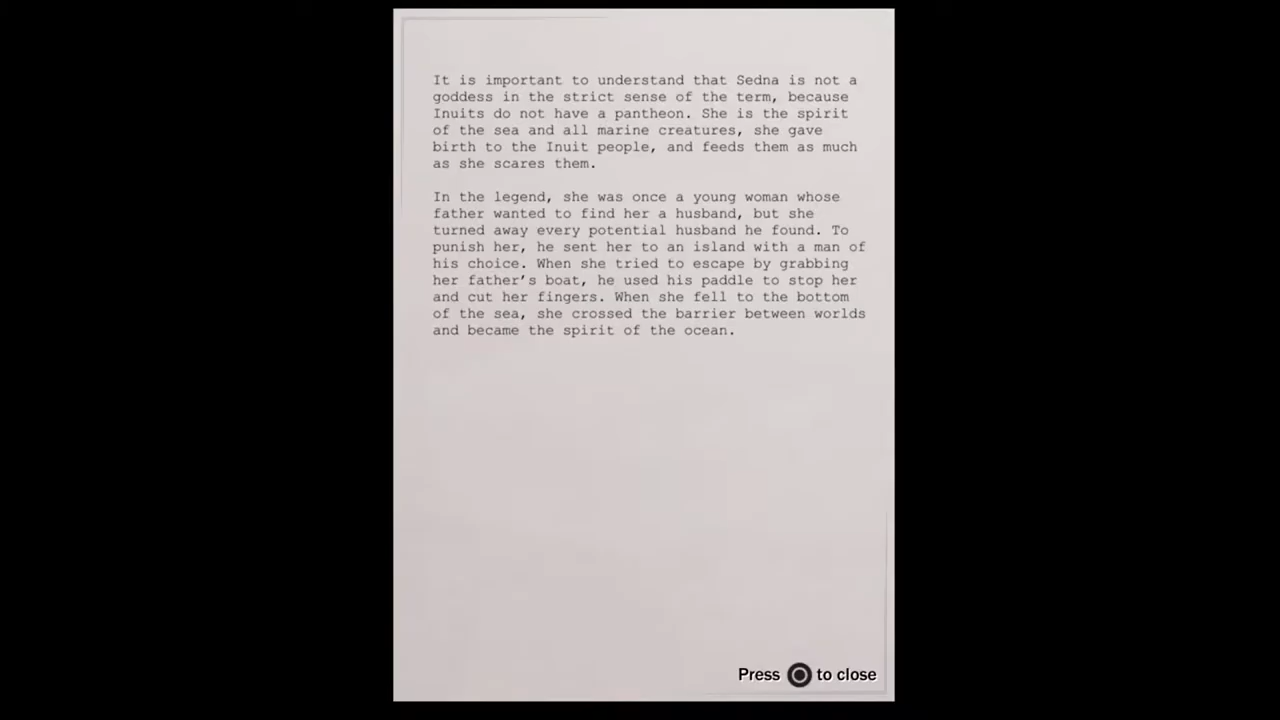 It is important to understand that Sedna is not a
goddess in the strict sense of the term, because
Inuits do not have a pantheon. She is the spirit
of the sea and all marine creatures, she gave
birth to the Inuit people, and feeds them as much
as she scares them.
In the legend, she was once a young woman whose
father wanted to find her a husband, but she
turned away every potential husband he found. To
punish her, he sent her to an island with a man of
his choice. When she tried to escape by grabbing
her father's boat, he used his paddle to stop her
and cut her fingers. When she fell to the bottom
of the sea, she crossed the barrier between worlds
and became the spirit of the ocean.
Press to close